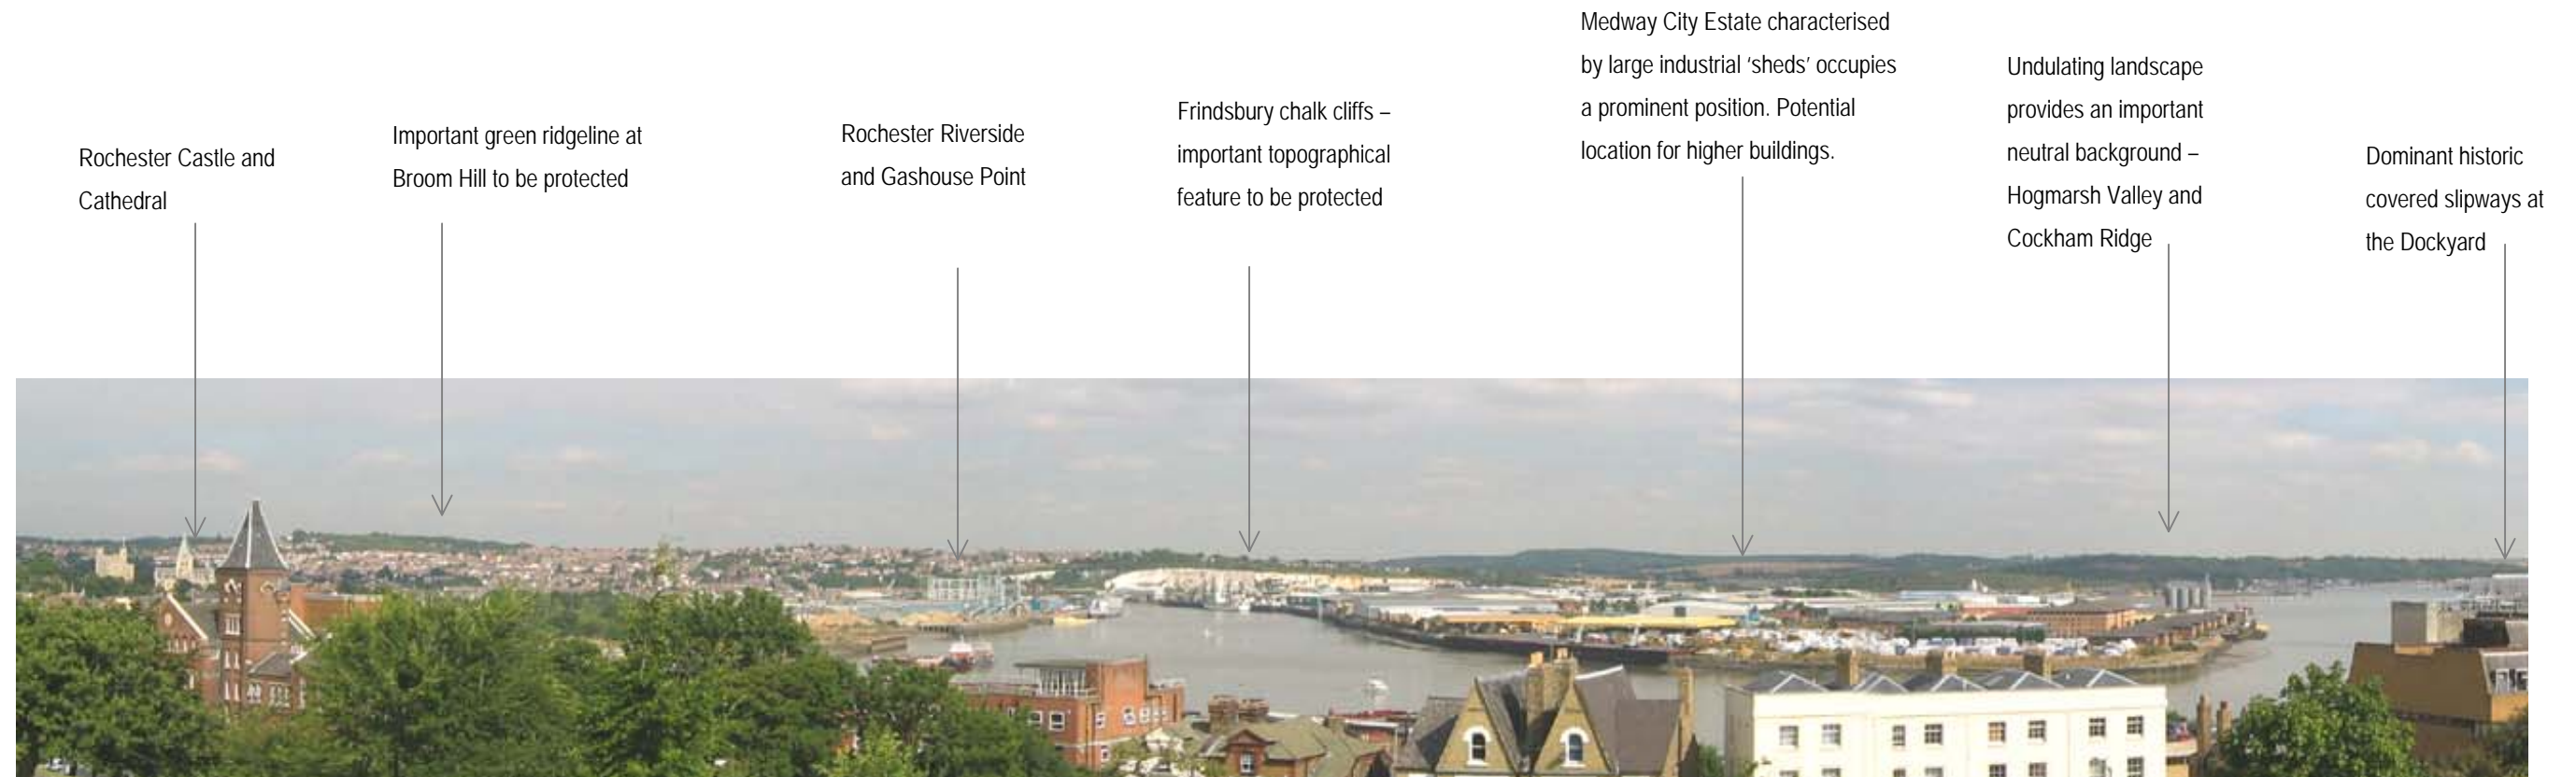 Rochester Castle and
Cathedral
Important green ridgeline at
Broom Hill to be protected
Rochester Riverside
and Gashouse Point
Frindsbury chalk cliffs –
important topographical
feature to be protected
Medway City Estate characterised
by large industrial ‘sheds’ occupies
a prominent position. Potential
location for higher buildings.
Undulating landscape
provides an important
neutral background –
Hogmarsh Valley and
Cockham Ridge
Dominant historic
covered slipways at
the Dockyard